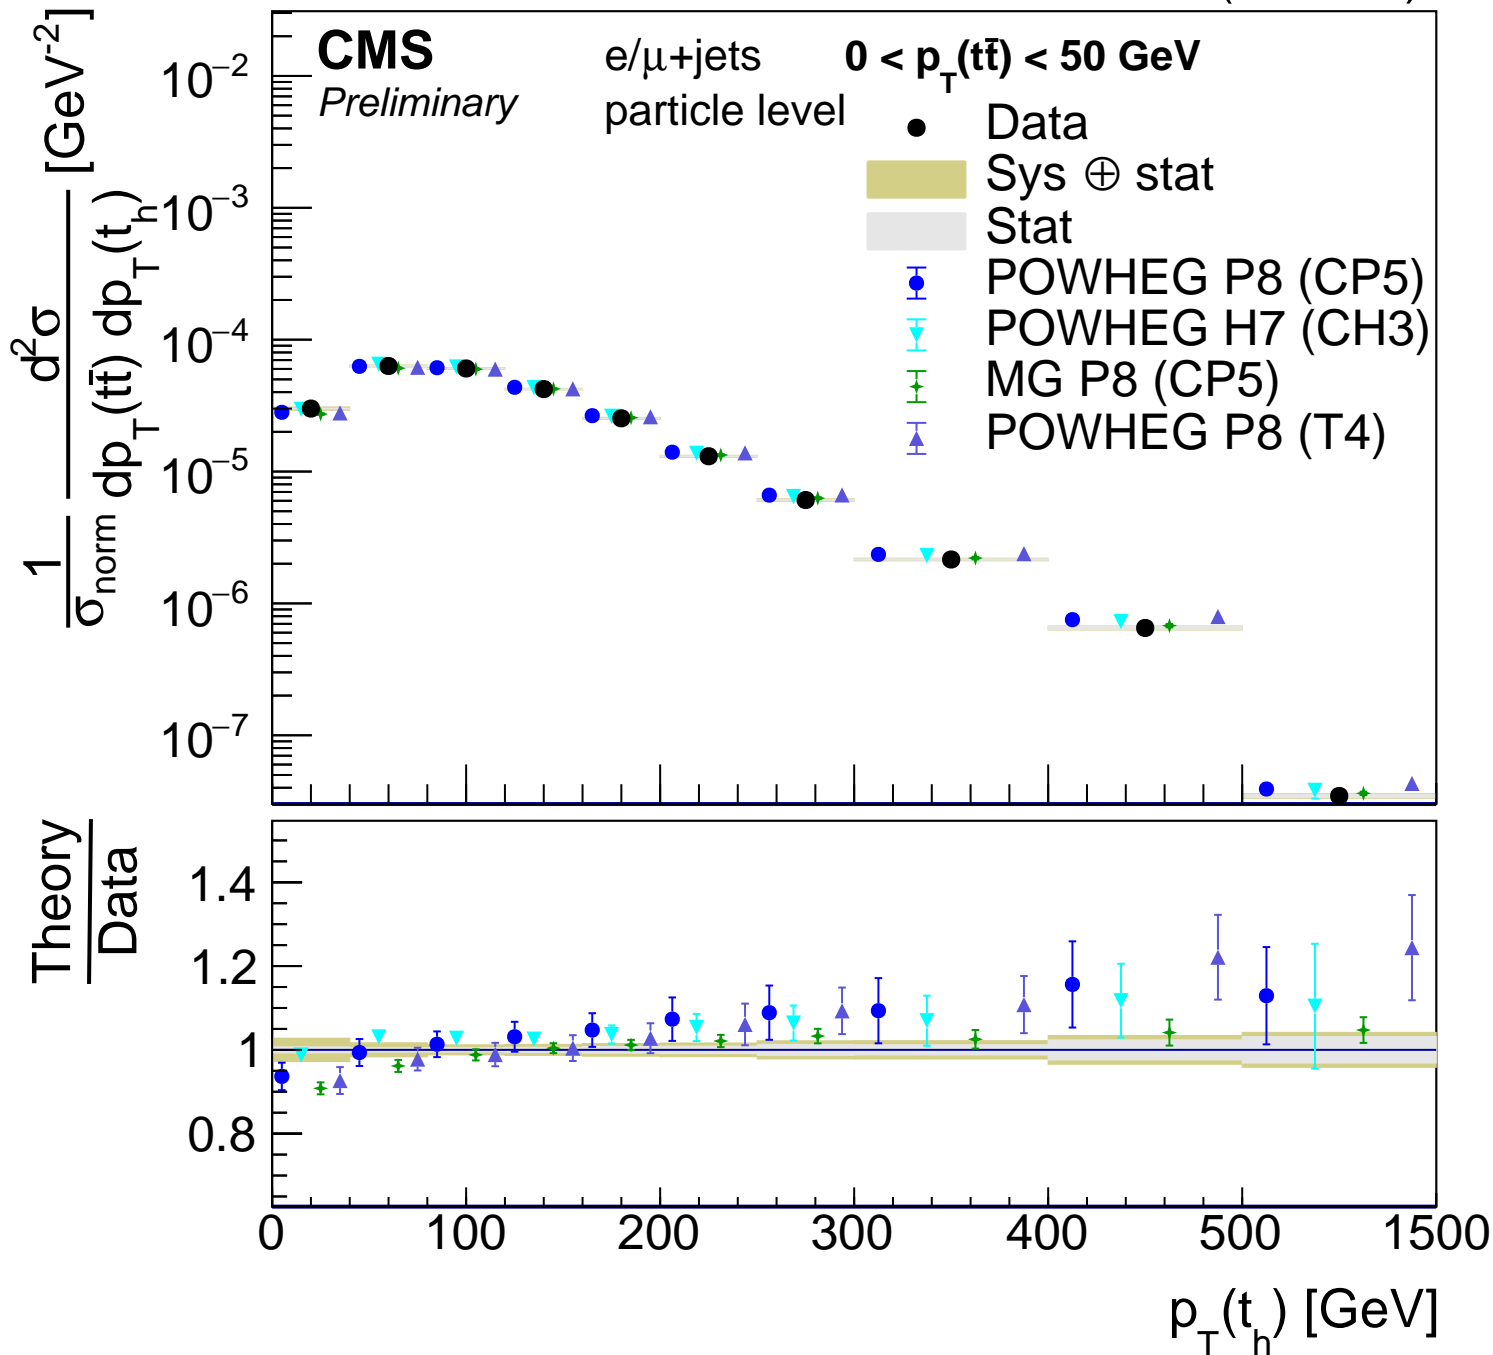 CMS
Preliminary
e/μ+jets
particle level
0 < p_T(tt̄) < 50 GeV
Data
Sys ⊕ stat
Stat
POWHEG P8 (CP5)
POWHEG H7 (CH3)
MG P8 (CP5)
POWHEG P8 (T4)
1/σ_norm d²σ/dp_T(tt̄) dp_T(t_h) [GeV⁻²]
10⁻²
10⁻³
10⁻⁴
10⁻⁵
10⁻⁶
10⁻⁷
Theory
Data
1.4
1.2
1
0.8
0 100 200 300 400 500 1500
p_T(t_h) [GeV]